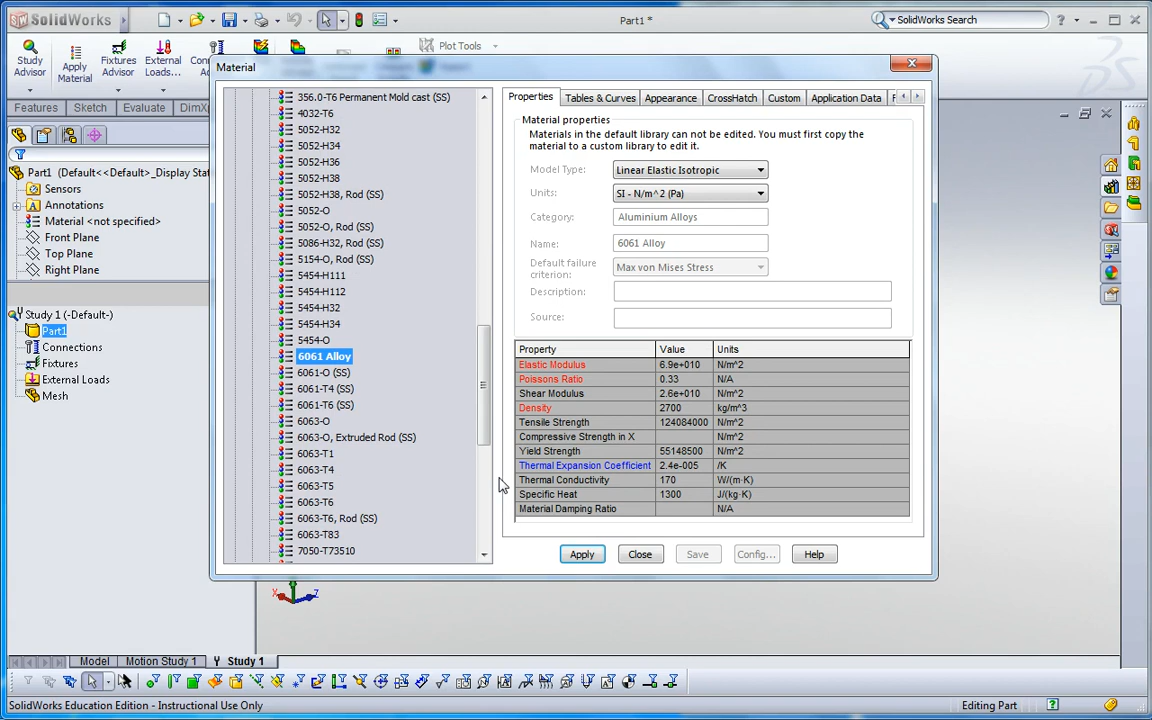 SolidWorks
Part1 *
SolidWorks Search
Study Advisor
Apply Material
Fixtures Advisor
External Loads...
Plot Tools
Features
Sketch
Evaluate
Material
Part1 (Default<<Default>_Display Stat
Sensors
Annotations
Material <not specified>
Front Plane
Top Plane
Right Plane
Study 1 (-Default-)
Part1
Connections
Fixtures
External Loads
Mesh
356.0-T6 Permanent Mold cast (SS)
4032-T6
5052-H32
5052-H34
5052-H36
5052-H38
5052-H38, Rod (SS)
5052-O
5052-O, Rod (SS)
5086-H32, Rod (SS)
5154-O, Rod (SS)
5454-H111
5454-H112
5454-H32
5454-H34
5454-O
6061 Alloy
6061-O (SS)
6061-T4 (SS)
6061-T6 (SS)
6063-O
6063-O, Extruded Rod (SS)
6063-T1
6063-T4
6063-T5
6063-T6
6063-T6, Rod (SS)
6063-T83
7050-T73510
Properties
Tables & Curves
Appearance
CrossHatch
Custom
Application Data
Material properties
Materials in the default library can not be edited. You must first copy the
material to a custom library to edit it.
Model Type: Linear Elastic Isotropic
Units: SI - N/m^2 (Pa)
Category: Aluminium Alloys
Name: 6061 Alloy
Default failure criterion: Max von Mises Stress
Description:
Source:
Property Value Units
Elastic Modulus 6.9e+010 N/m^2
Poissons Ratio 0.33 N/A
Shear Modulus 2.6e+010 N/m^2
Density 2700 kg/m^3
Tensile Strength 124084000 N/m^2
Compressive Strength in X N/m^2
Yield Strength 55148500 N/m^2
Thermal Expansion Coefficient 2.4e-005 /K
Thermal Conductivity 170 W/(m·K)
Specific Heat 1300 J/(kg·K)
Material Damping Ratio N/A
Apply
Close
Save
Config...
Help
X
Z
Model
Motion Study 1
Study 1
SolidWorks Education Edition - Instructional Use Only
Editing Part